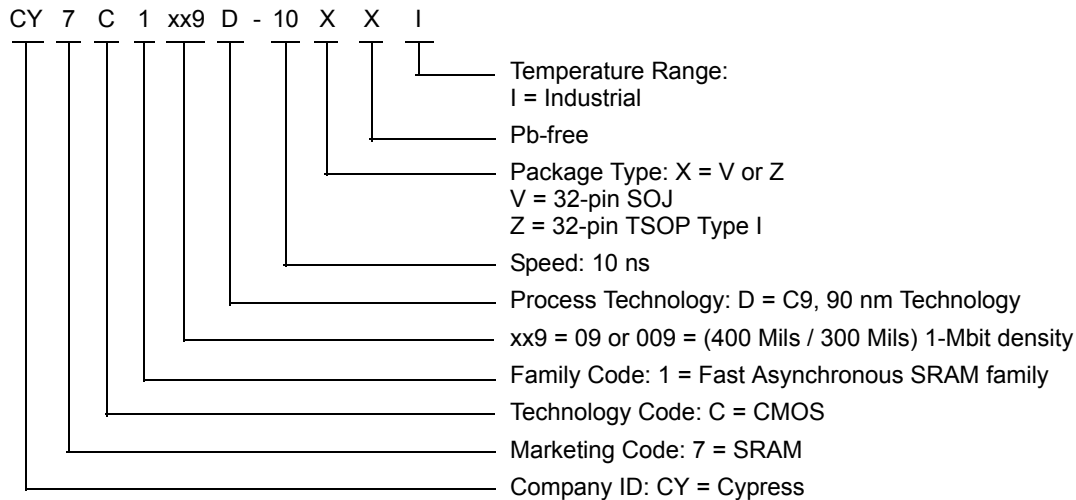 CY 7 C 1 xx9 D - 10 X X I
Temperature Range:
I = Industrial
Pb-free
Package Type: X = V or Z
V = 32-pin SOJ
Z = 32-pin TSOP Type I
Speed: 10 ns
Process Technology: D = C9, 90 nm Technology
xx9 = 09 or 009 = (400 Mils / 300 Mils) 1-Mbit density
Family Code: 1 = Fast Asynchronous SRAM family
Technology Code: C = CMOS
Marketing Code: 7 = SRAM
Company ID: CY = Cypress